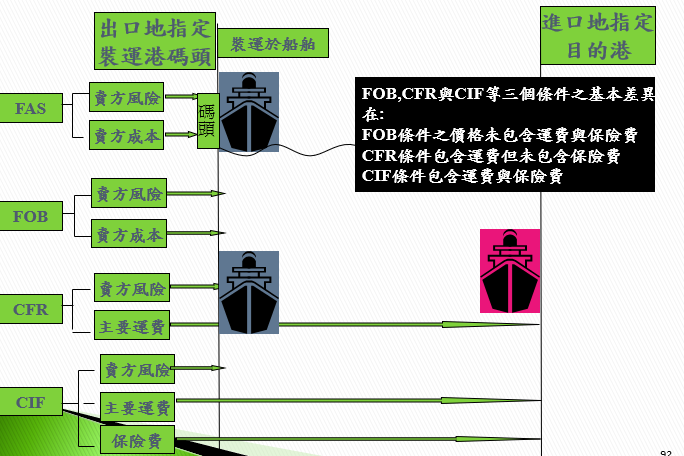 出口地指定
裝運港碼頭
裝運於船舶
進口地指定
目的港
FAS
賣方風險
賣方成本
碼頭
FOB,CFR與CIF等三個條件之基本差異
在:
FOB條件之價格未包含運費與保險費
CFR條件包含運費但未包含保險費
CIF條件包含運費與保險費
FOB
賣方風險
賣方成本
CFR
賣方風險
主要運費
CIF
賣方風險
主要運費
保險費
92